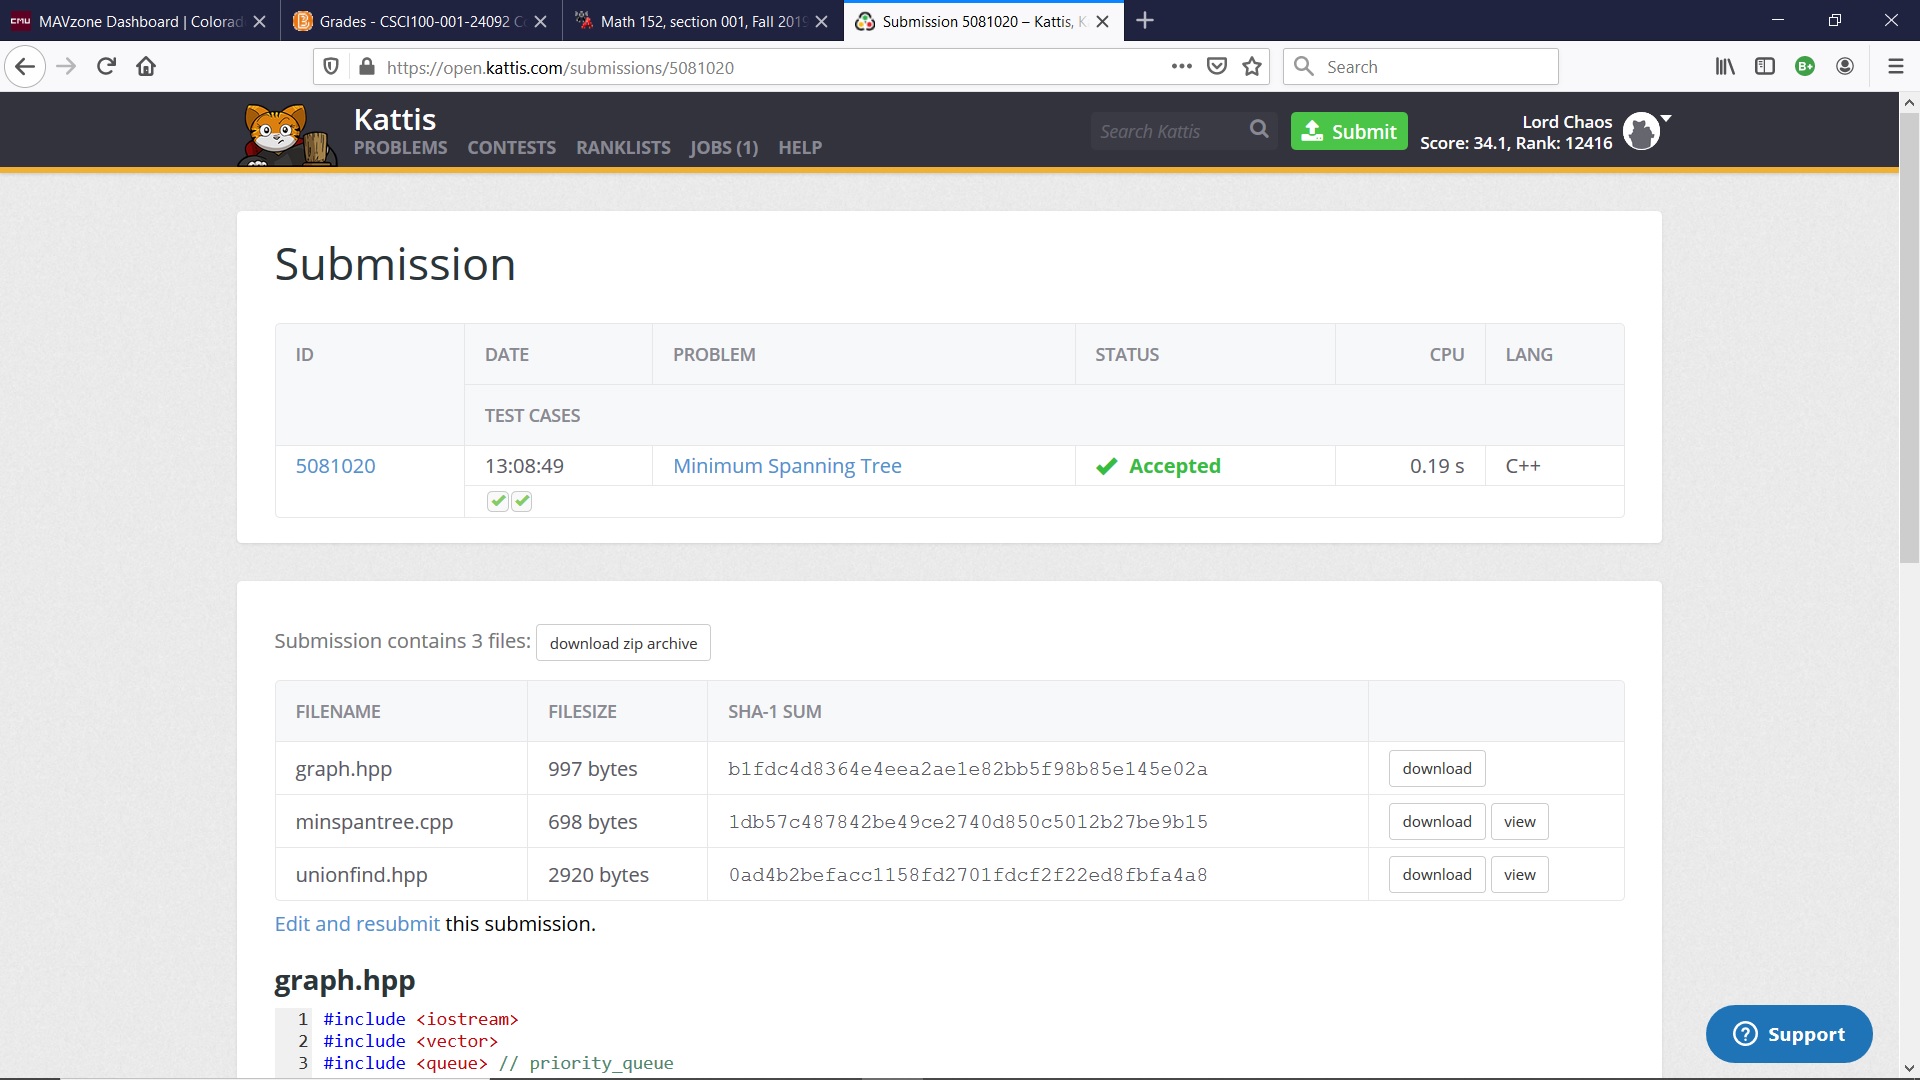 CMU MAVzone Dashboard | Colorad
Grades - CSCI100-001-24092 C
Math 152, section 001, Fall 2019
Submission 5081020 – Kattis, K
https://open.kattis.com/submissions/5081020
Search
B+
Kattis
PROBLEMS CONTESTS RANKLISTS JOBS (1) HELP
Search Kattis
Submit
Lord Chaos
Score: 34.1, Rank: 12416
Submission
ID DATE PROBLEM STATUS CPU LANG
TEST CASES
5081020 13:08:49 Minimum Spanning Tree Accepted 0.19 s C++
Submission contains 3 files: download zip archive
FILENAME FILESIZE SHA-1 SUM
graph.hpp 997 bytes b1fdc4d8364e4eea2ae1e82bb5f98b85e145e02a download
minspantree.cpp 698 bytes 1db57c487842be49ce2740d850c5012b27be9b15 download view
unionfind.hpp 2920 bytes 0ad4b2befacc1158fd2701fdcf2f22ed8fbfa4a8 download view
Edit and resubmit this submission.
graph.hpp
1 #include <iostream>
2 #include <vector>
3 #include <queue> // priority_queue
Support